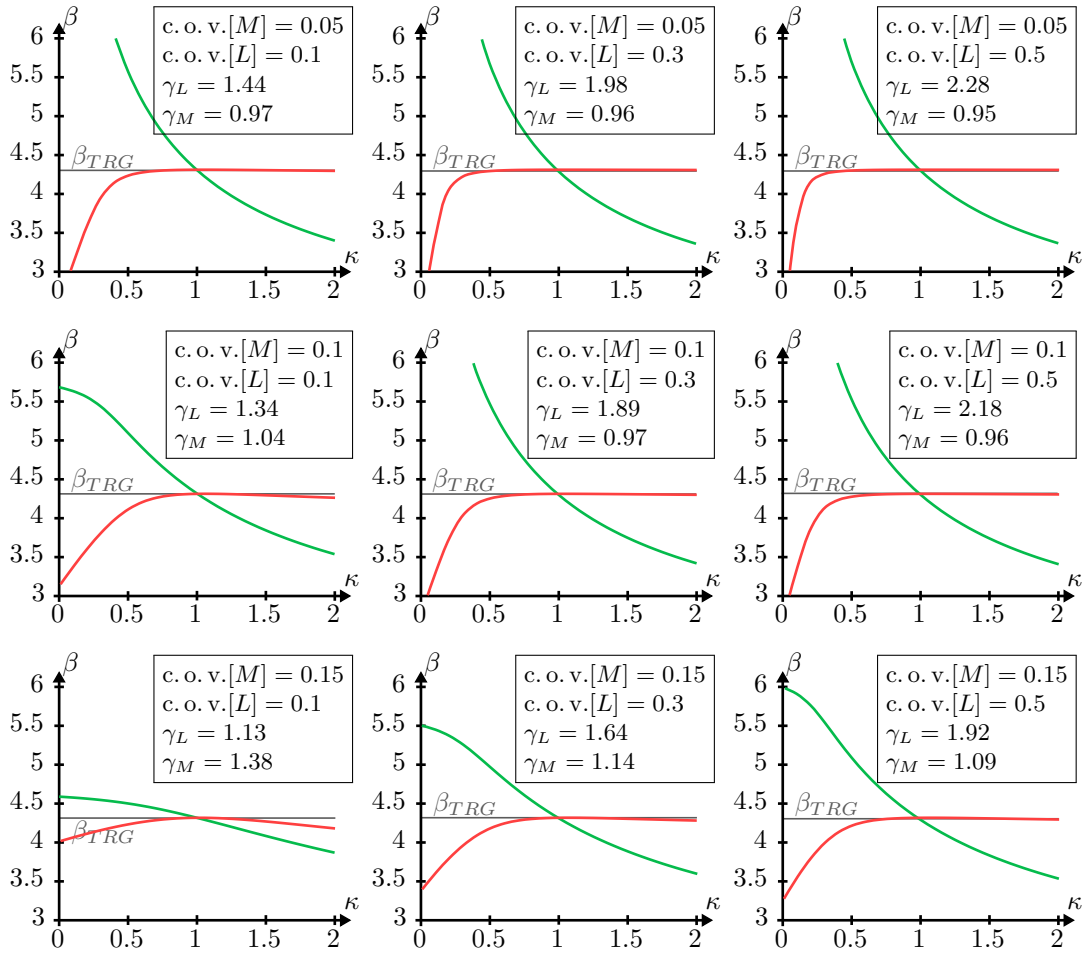 β
6
5.5
5
4.5
4
3.5
3
c. o. v.[M] = 0.05
c. o. v.[L] = 0.1
γ_L = 1.44
γ_M = 0.97
β_TRG
κ
0 0.5 1 1.5 2
β
6
5.5
5
4.5
4
3.5
3
c. o. v.[M] = 0.05
c. o. v.[L] = 0.3
γ_L = 1.98
γ_M = 0.96
β_TRG
κ
0 0.5 1 1.5 2
β
6
5.5
5
4.5
4
3.5
3
c. o. v.[M] = 0.05
c. o. v.[L] = 0.5
γ_L = 2.28
γ_M = 0.95
β_TRG
κ
0 0.5 1 1.5 2
β
6
5.5
5
4.5
4
3.5
3
c. o. v.[M] = 0.1
c. o. v.[L] = 0.1
γ_L = 1.34
γ_M = 1.04
β_TRG
κ
0 0.5 1 1.5 2
β
6
5.5
5
4.5
4
3.5
3
c. o. v.[M] = 0.1
c. o. v.[L] = 0.3
γ_L = 1.89
γ_M = 0.97
β_TRG
κ
0 0.5 1 1.5 2
β
6
5.5
5
4.5
4
3.5
3
c. o. v.[M] = 0.1
c. o. v.[L] = 0.5
γ_L = 2.18
γ_M = 0.96
β_TRG
κ
0 0.5 1 1.5 2
β
6
5.5
5
4.5
4
3.5
3
c. o. v.[M] = 0.15
c. o. v.[L] = 0.1
γ_L = 1.13
γ_M = 1.38
β_TRG
κ
0 0.5 1 1.5 2
β
6
5.5
5
4.5
4
3.5
3
c. o. v.[M] = 0.15
c. o. v.[L] = 0.3
γ_L = 1.64
γ_M = 1.14
β_TRG
κ
0 0.5 1 1.5 2
β
6
5.5
5
4.5
4
3.5
3
c. o. v.[M] = 0.15
c. o. v.[L] = 0.5
γ_L = 1.92
γ_M = 1.09
β_TRG
κ
0 0.5 1 1.5 2